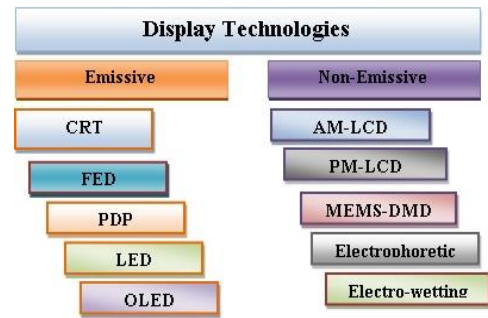 Display Technologies
Emissive
CRT
FED
PDP
LED
OLED
Non-Emissive
AM-LCD
PM-LCD
MEMS-DMD
Electrophoretic
Electro-wetting